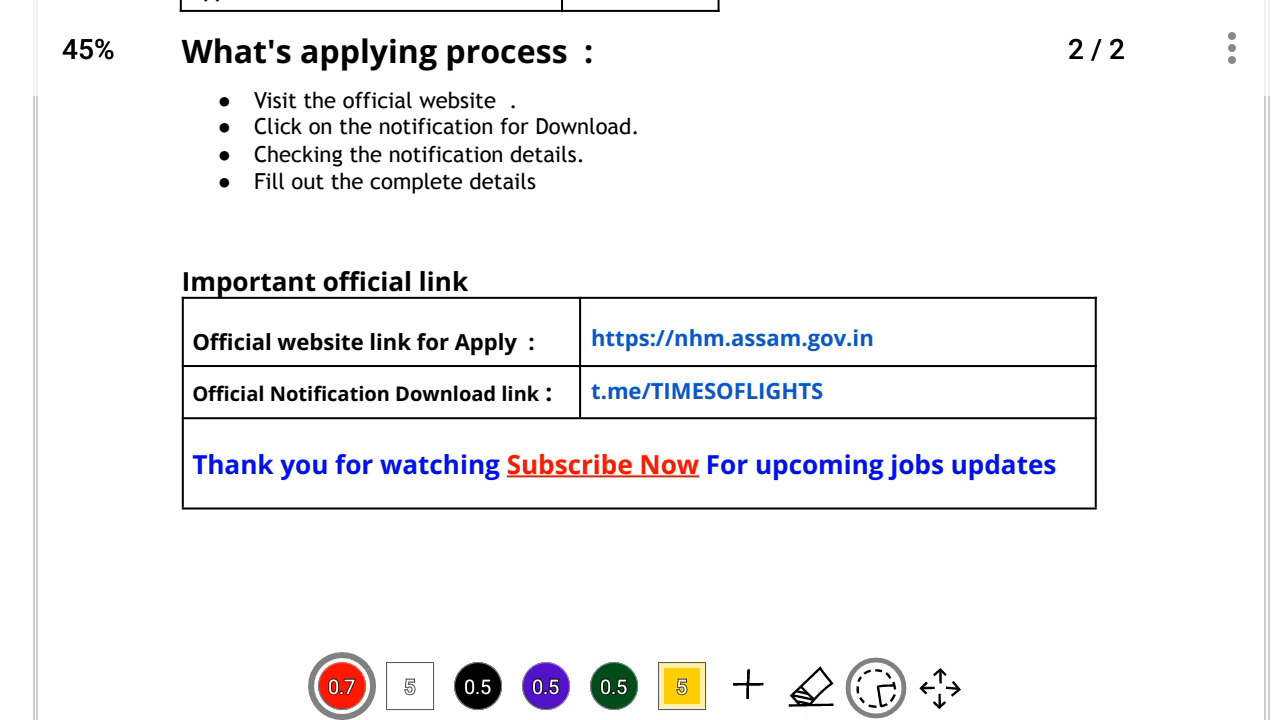 45%
What's applying process :
2 / 2
● Visit the official website .
● Click on the notification for Download.
● Checking the notification details.
● Fill out the complete details
Important official link
Official website link for Apply :
https://nhm.assam.gov.in
Official Notification Download link :
t.me/TIMESOFLIGHTS
Thank you for watching Subscribe Now For upcoming jobs updates
0.7 5 0.5 0.5 0.5 5